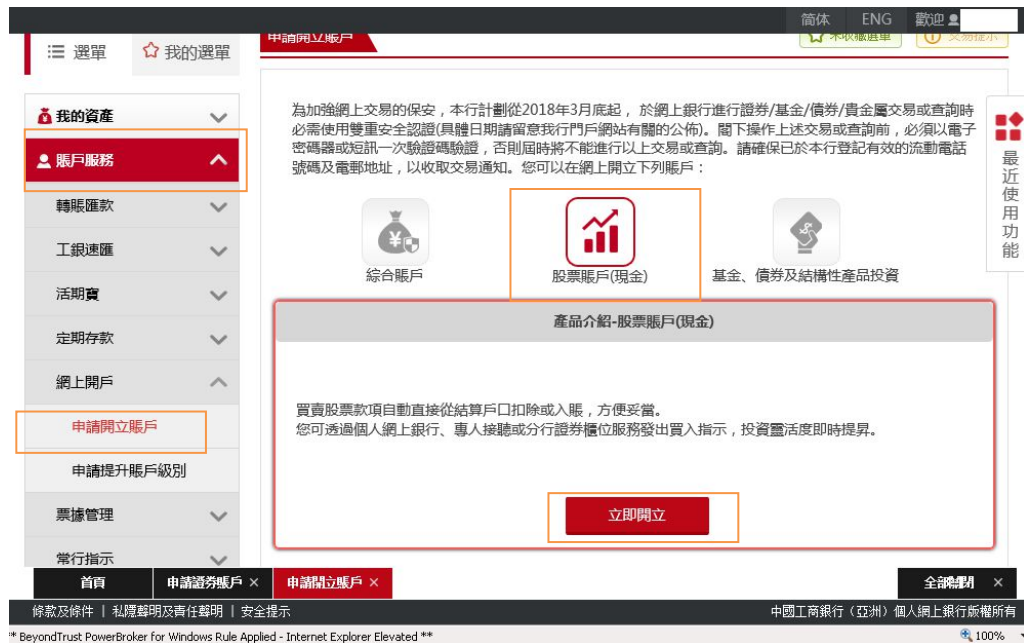 简体 ENG 歡迎
選單 我的選單
申請開立賬戶 未收藏選單 交易提示
我的資產
賬戶服務
轉賬匯款
工銀速匯
活期寶
定期存款
網上開戶
申請開立賬戶
申請提升賬戶級別
票據管理
常行指示
為加強網上交易的保安，本行計劃從2018年3月底起， 於網上銀行進行證券/基金/債券/貴金屬交易或查詢時
必需使用雙重安全認證(具體日期請留意我行門戶網站有關的公佈)。閣下操作上述交易或查詢前，必須以電子
密碼器或短訊一次驗證碼驗證，否則屆時將不能進行以上交易或查詢。請確保已於本行登記有效的流動電話
號碼及電郵地址，以收取交易通知。您可以在網上開立下列賬戶：
綜合賬戶 股票賬戶(現金) 基金、債券及結構性產品投資
產品介紹-股票賬戶(現金)
買賣股票款項自動直接從結算戶口扣除或入賬，方便妥當。
您可透過個人網上銀行、專人接聽或分行證券櫃位服務發出買入指示，投資靈活度即時提昇。
立即開立
最近使用功能
首頁 申請證券賬戶 × 申請開立賬戶 × 全部關閉 ×
條款及條件 | 私隱聲明及責任聲明 | 安全提示 中國工商銀行（亞洲）個人網上銀行版權所有
** BeyondTrust PowerBroker for Windows Rule Applied - Internet Explorer Elevated ** 100%